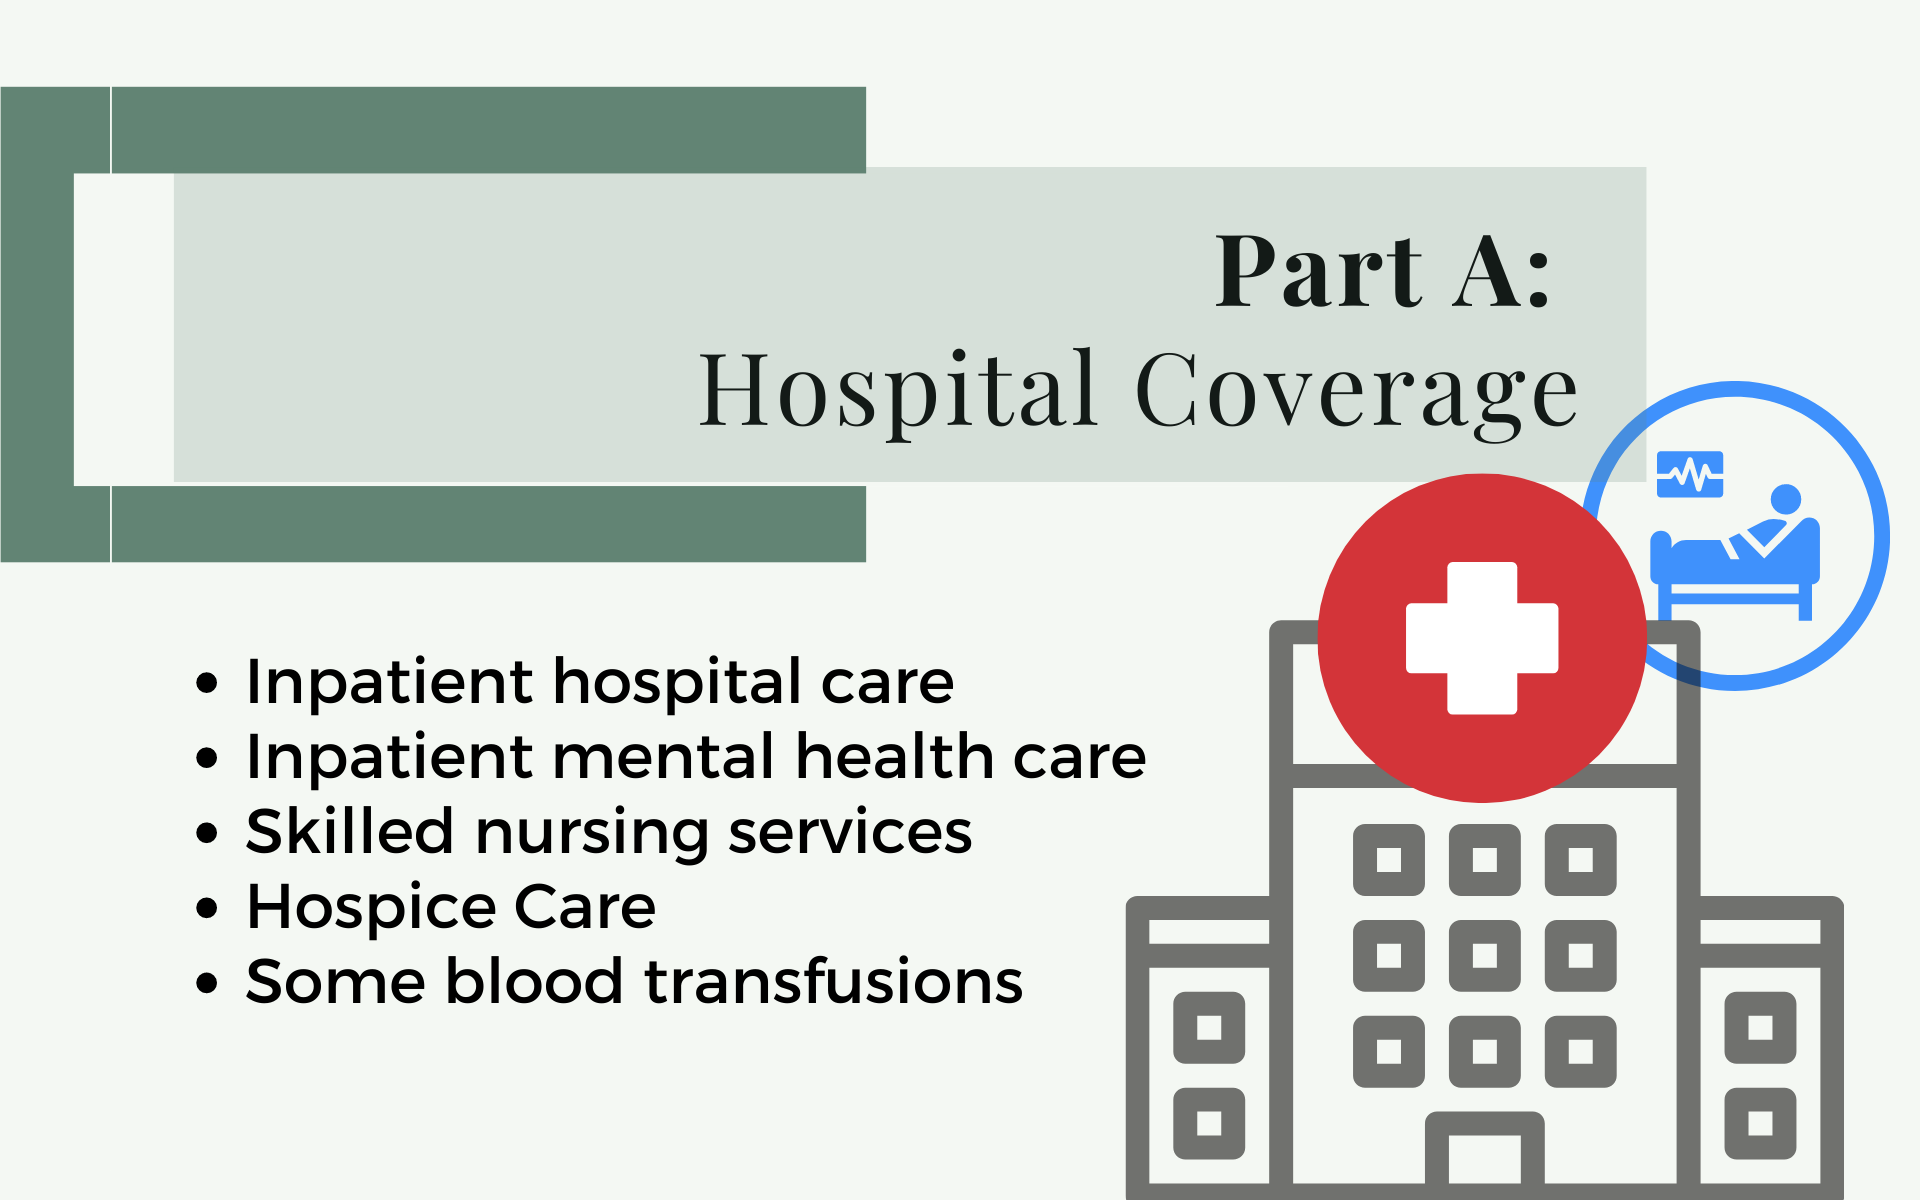 Part A:
Hospital Coverage
• Inpatient hospital care
• Inpatient mental health care
• Skilled nursing services
• Hospice Care
• Some blood transfusions